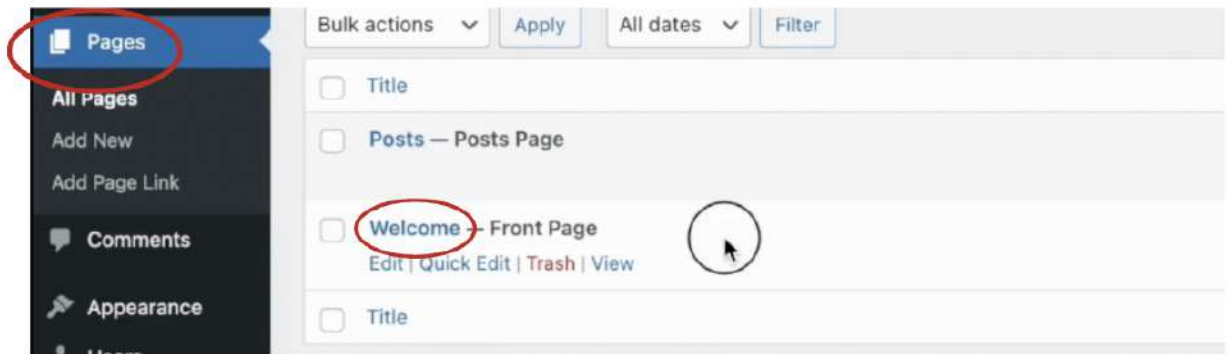 Pages
All Pages
Add New
Add Page Link
Comments
Appearance
Bulk actions Apply All dates Filter
Title
Posts — Posts Page
Welcome — Front Page
Edit | Quick Edit | Trash | View
Title